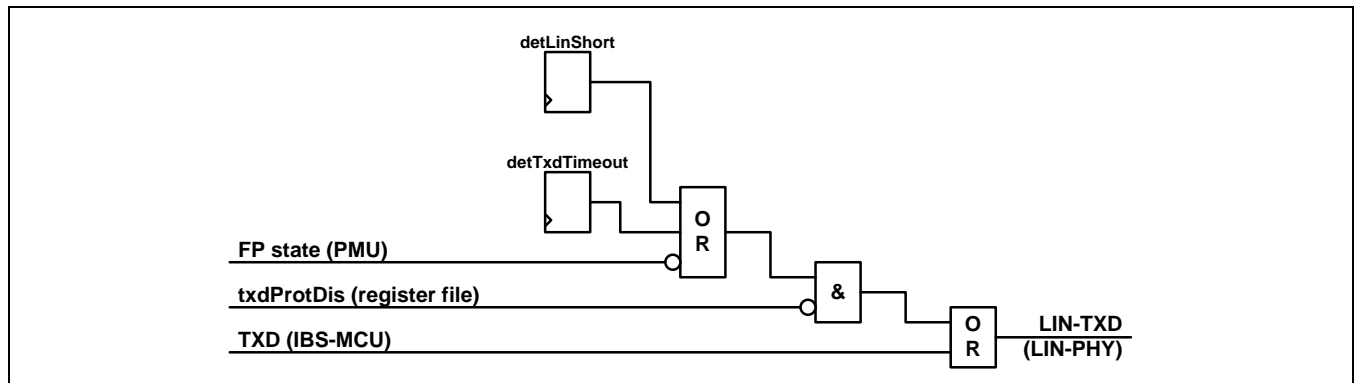 detLinShort
detTxdTimeout
O
R
FP state (PMU)
&
txdProtDis (register file)
O
R
LIN-TXD
(LIN-PHY)
TXD (IBS-MCU)